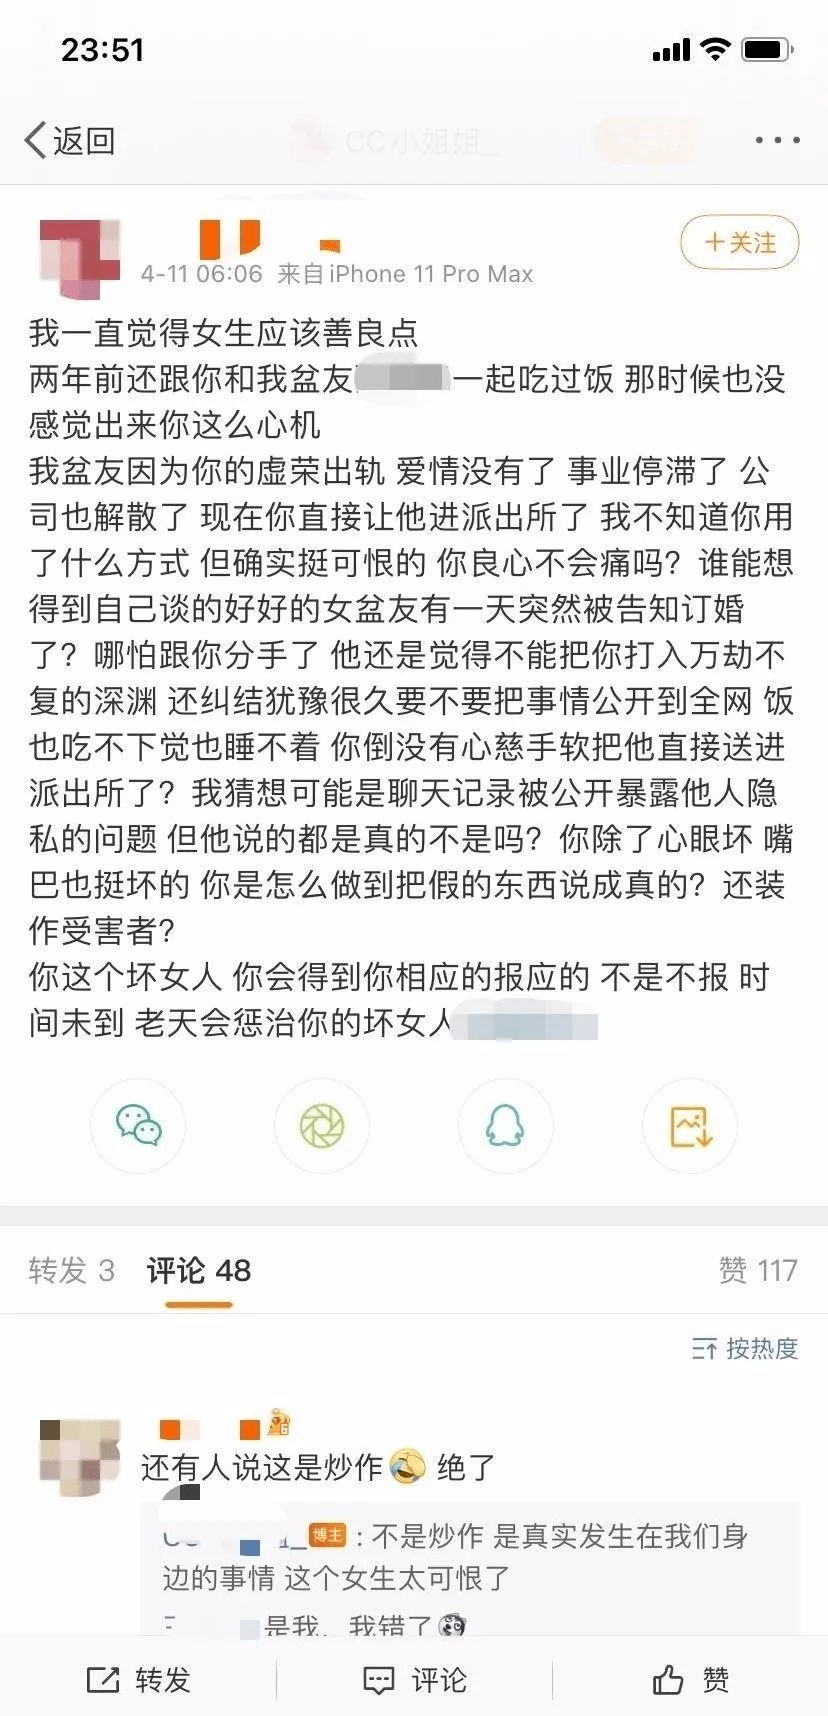 23:51
返回
CC小姐姐_
4-11 06:06 来自iPhone 11 Pro Max
+关注
我一直觉得女生应该善良点
两年前还跟你和我盆友 一起吃过饭 那时候也没
感觉出来你这么心机
我盆友因为你的虚荣出轨 爱情没有了 事业停滞了 公
司也解散了 现在你直接让他进派出所了 我不知道你用
了什么方式 但确实挺可恨的 你良心不会痛吗？谁能想
得到自己谈的好好的女盆友有一天突然被告知订婚
了？哪怕跟你分手了 他还是觉得不能把你打入万劫不
复的深渊 还纠结犹豫很久要不要把事情公开到全网 饭
也吃不下觉也睡不着 你倒没有心慈手软把他直接送进
派出所了？我猜想可能是聊天记录被公开暴露他人隐
私的问题 但他说的都是真的不是吗？你除了心眼坏 嘴
巴也挺坏的 你是怎么做到把假的东西说成真的？还装
作受害者？
你这个坏女人 你会得到你相应的报应的 不是不报 时
间未到 老天会惩治你的坏女人
转发 3 评论 48 赞 117
按热度
还有人说这是炒作 绝了
博主：不是炒作 是真实发生在我们身
边的事情 这个女生太可恨了
是我，我错了
转发 评论 赞